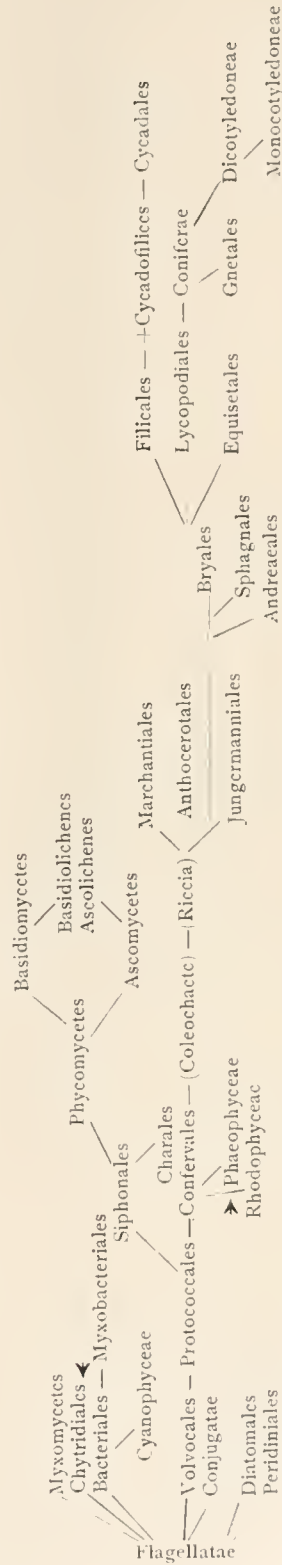 Flagellatae
Myxomycetes
Chytridiales
Bacteriales — Myxobacteriales
Cyanophyceae
Volvocales — Protococcales — Confervales — (Coleochaete) — (Riccia)
Conjugatae
Diatomales
Peridiniales
Siphonales
Charales
Phaeophyceae
Rhodophyceae
Phycomycetes
Basidiomycetes
Basidiolichenes
Ascolichenes
Ascomycetes
Marchantiales
Anthocerotales
Jungermanniales
Bryales
Sphagnales
Andreaeales
Filicales — +Cycadofilices — Cycadales
Lycopodiales — Coniferae
Equisetales
Gnetales
Dicotyledoneae
Monocotyledoneae